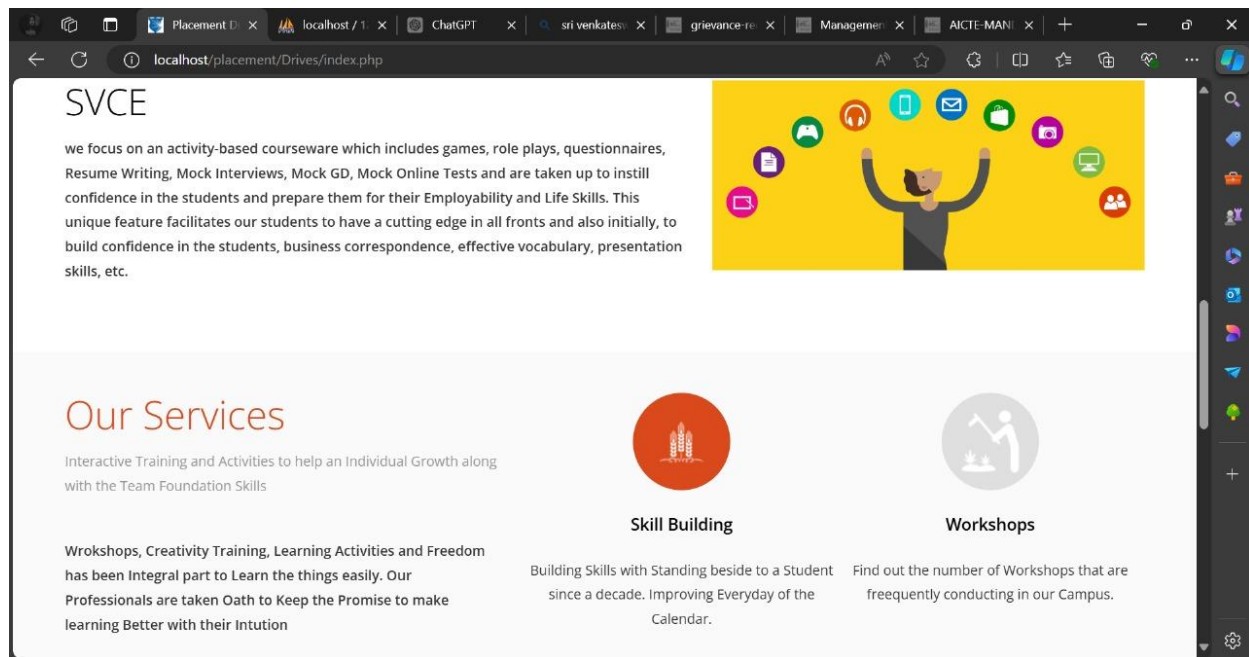 Placement D
localhost / 1
ChatGPT
sri venkatesv
grievance-re
Managemen
AICTE-MAN
localhost/placement/Drives/index.php
SVCE
we focus on an activity-based courseware which includes games, role plays, questionnaires,
Resume Writing, Mock Interviews, Mock GD, Mock Online Tests and are taken up to instill
confidence in the students and prepare them for their Employability and Life Skills. This
unique feature facilitates our students to have a cutting edge in all fronts and also initially, to
build confidence in the students, business correspondence, effective vocabulary, presentation
skills, etc.
Our Services
Interactive Training and Activities to help an Individual Growth along
with the Team Foundation Skills
Wrokshops, Creativity Training, Learning Activities and Freedom
has been Integral part to Learn the things easily. Our
Professionals are taken Oath to Keep the Promise to make
learning Better with their Intution
Skill Building
Building Skills with Standing beside to a Student
since a decade. Improving Everyday of the
Calendar.
Workshops
Find out the number of Workshops that are
freequently conducting in our Campus.